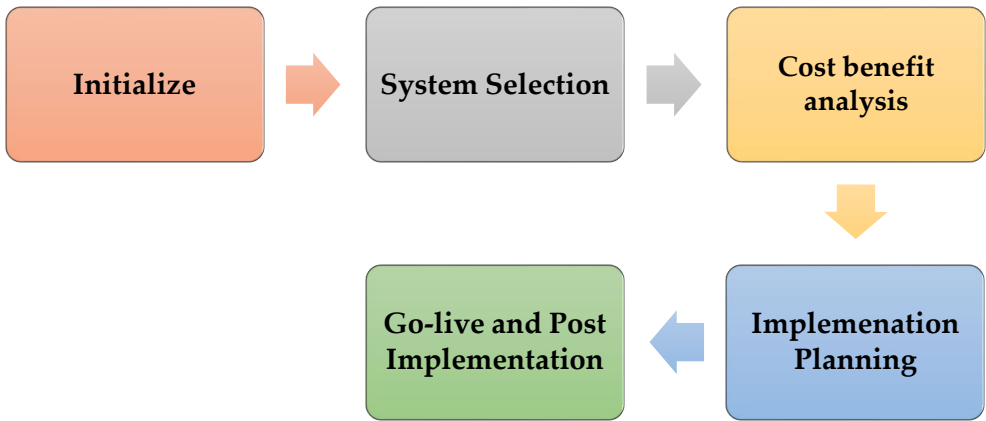 Initialize
System Selection
Cost benefit
analysis
Go-live and Post
Implementation
Implemenation
Planning